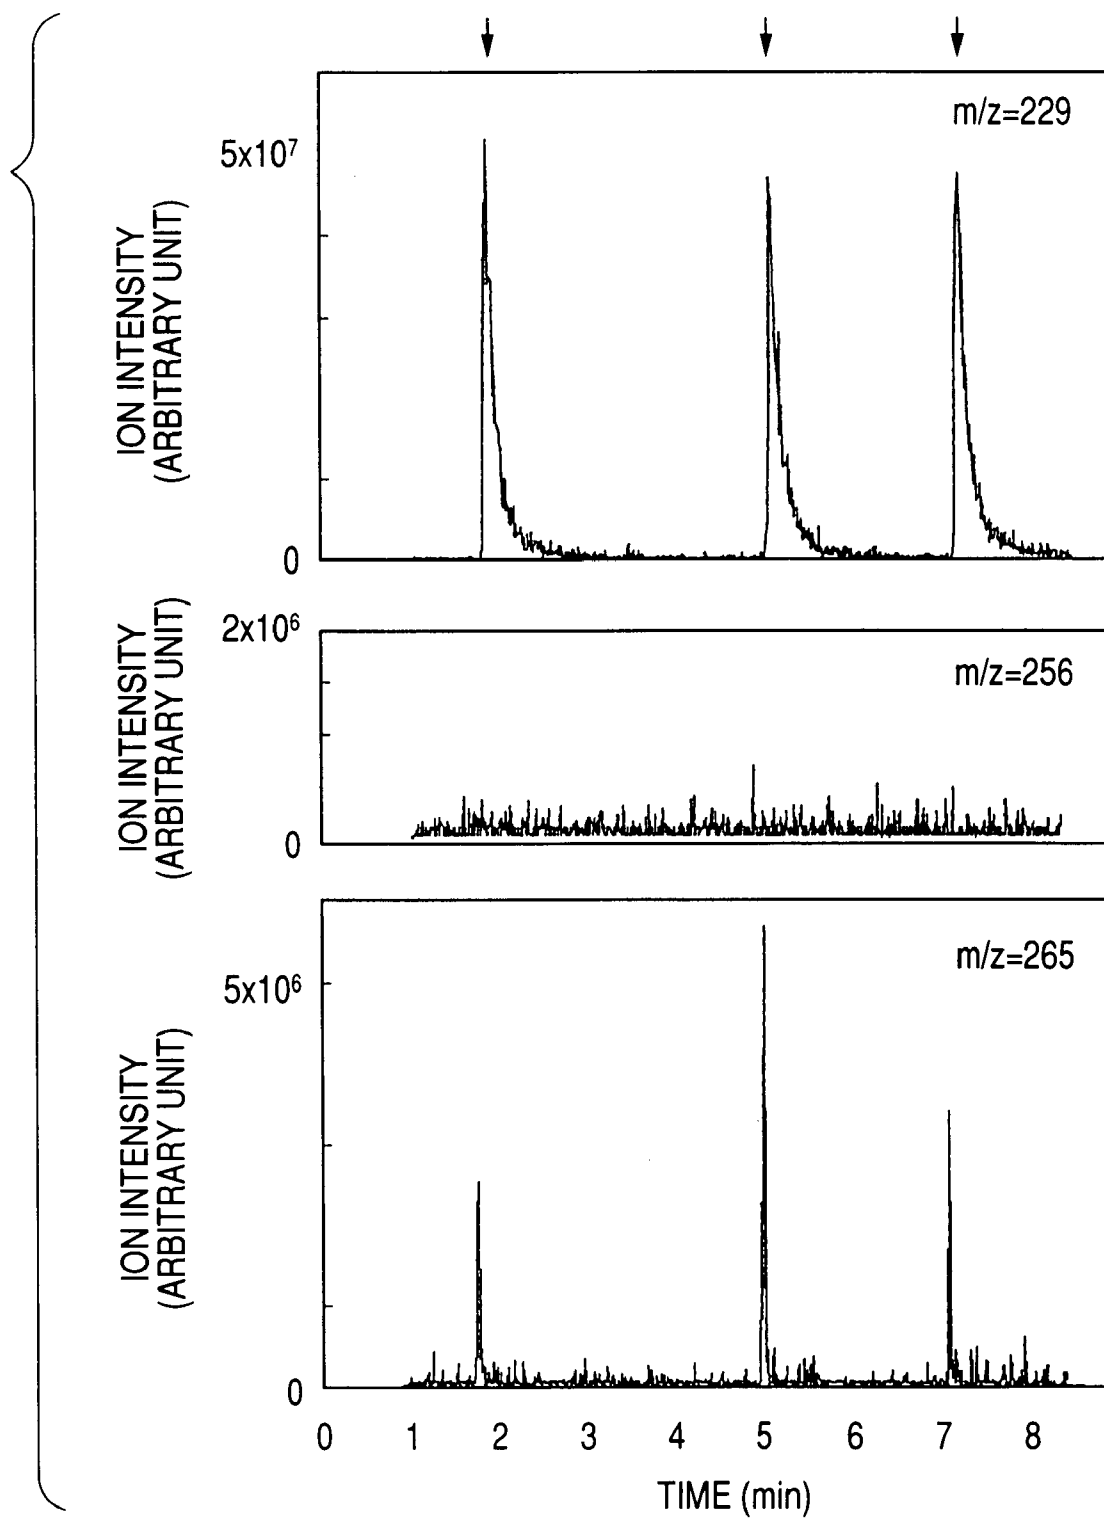 m/z=229
5x10⁷
ION INTENSITY
(ARBITRARY UNIT)
0
2x10⁶
m/z=256
ION INTENSITY
(ARBITRARY UNIT)
0
m/z=265
5x10⁶
ION INTENSITY
(ARBITRARY UNIT)
0
0 1 2 3 4 5 6 7 8
TIME (min)